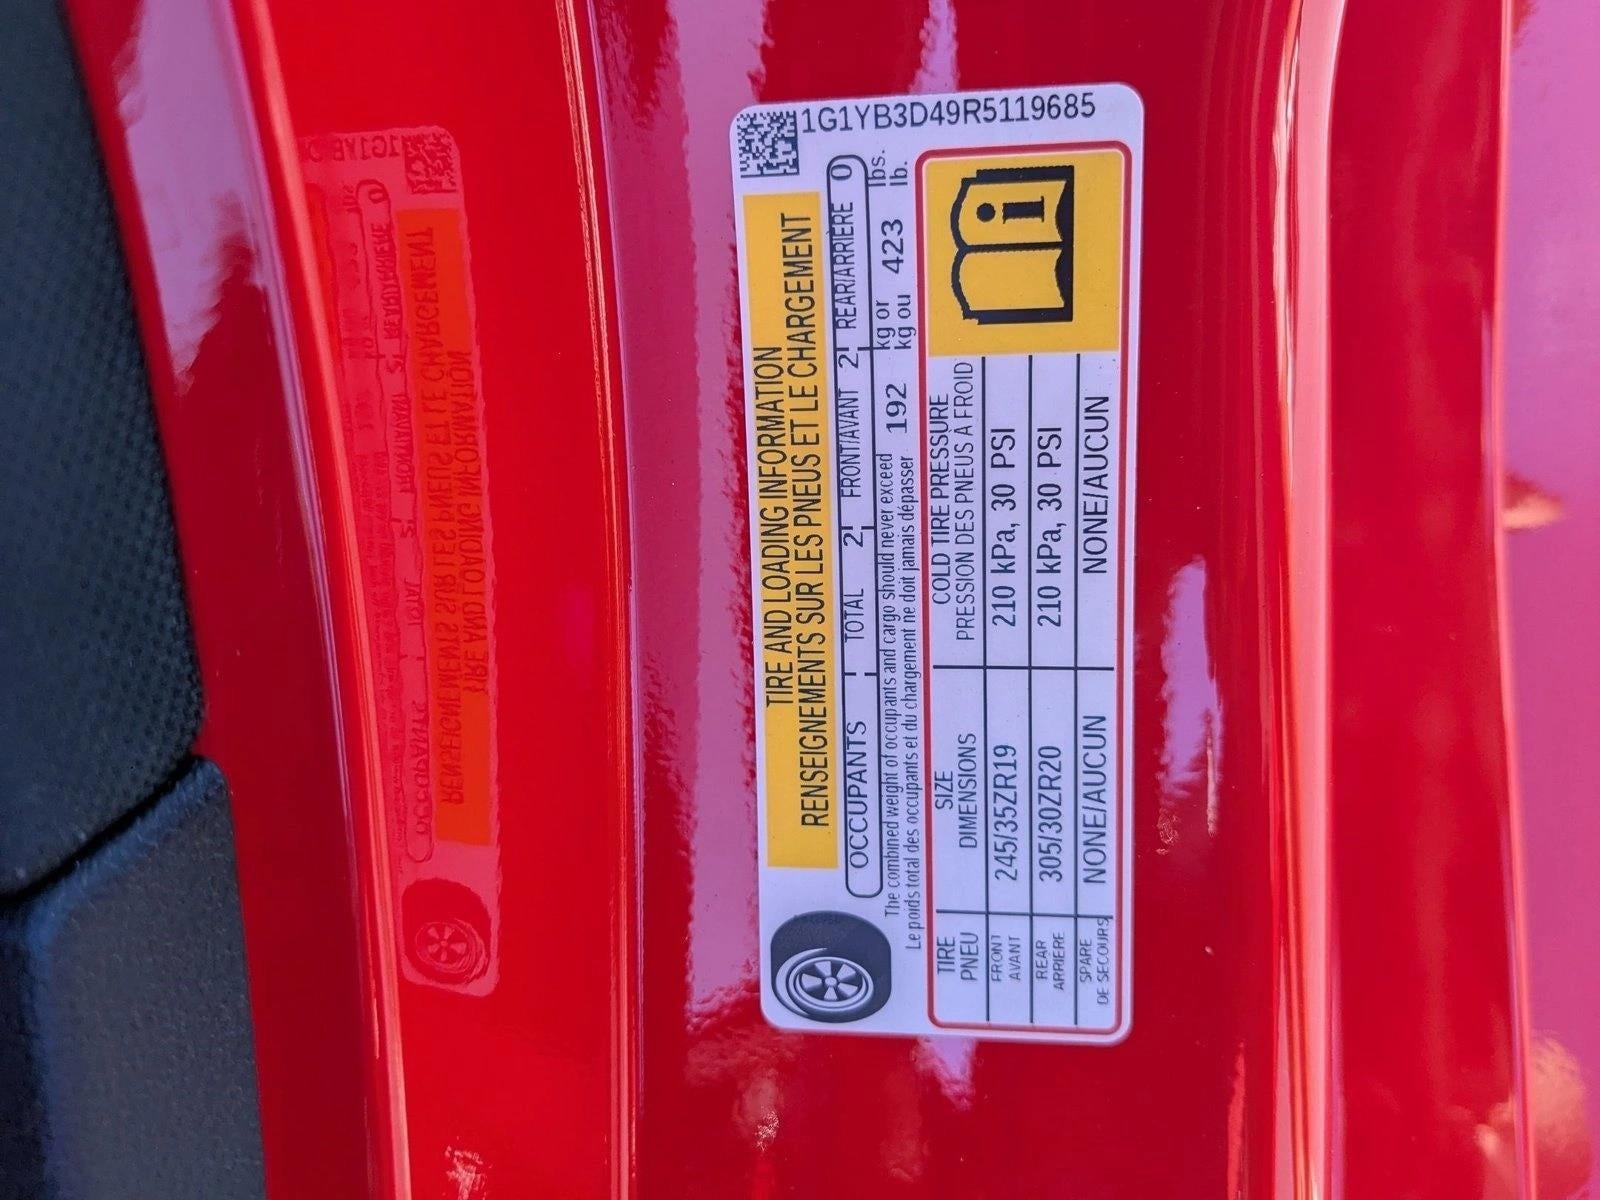 1G1YB3D49R5119685
TIRE AND LOADING INFORMATION
RENSEIGNEMENTS SUR LES PNEUS ET LE CHARGEMENT
OCCUPANTS TOTAL 2 FRONT/AVANT 2 REAR/ARRIÈRE 0
The combined weight of occupants and cargo should never exceed 192 kg or 423 lbs.
Le poids total des occupants et du chargement ne doit jamais dépasser kg ou lb.
TIRE SIZE COLD TIRE PRESSURE
PNEU DIMENSIONS PRESSION DES PNEUS À FROID
FRONT
AVANT 245/35ZR19 210 kPa, 30 PSI
REAR
ARRIERE 305/30ZR20 210 kPa, 30 PSI
SPARE
DE SECOURS NONE/AUCUN NONE/AUCUN
i